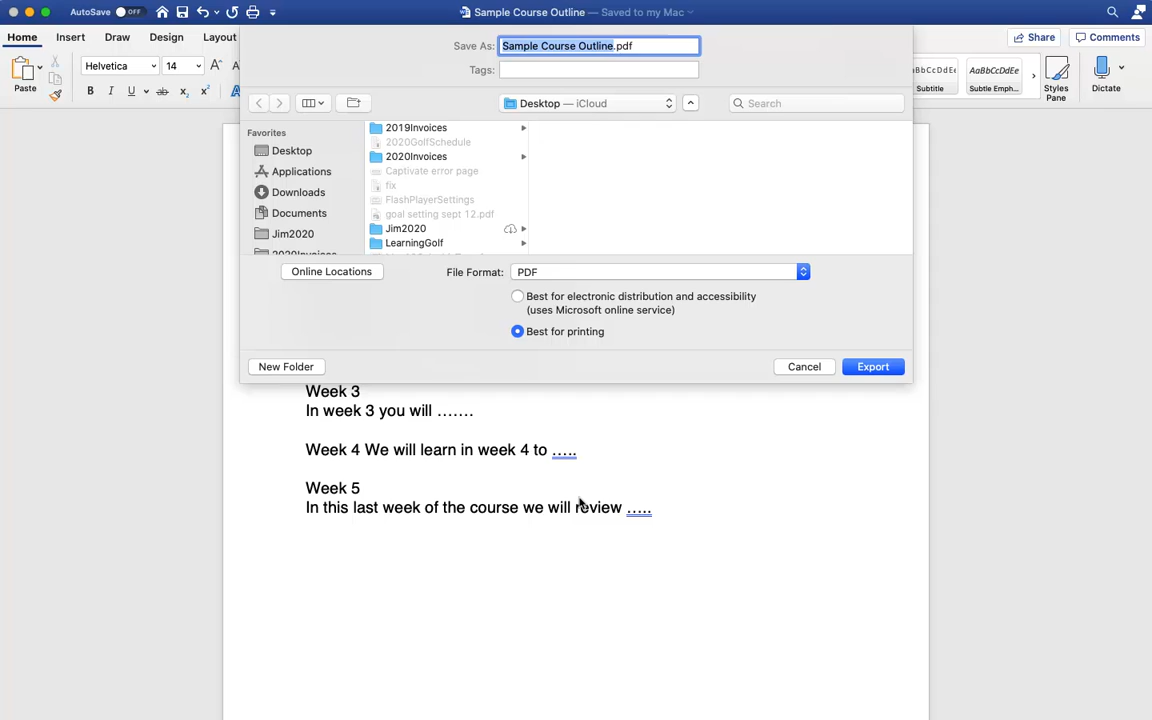 AutoSave OFF
Sample Course Outline — Saved to my Mac
Home Insert Draw Design Layout
Share Comments
Save As: Sample Course Outline.pdf
Tags:
Paste
Helvetica 14
B I U ab x
Subtitle
AaBbCcDdEe
Subtle Emph...
Styles
Pane
Dictate
Desktop — iCloud
Search
Favorites
Desktop
Applications
Downloads
Documents
Jim2020
2020Invoices
2019Invoices
2020GolfSchedule
2020Invoices
Captivate error page
fix
FlashPlayerSettings
goal setting sept 12.pdf
Jim2020
LearningGolf
Online Locations
File Format: PDF
Best for electronic distribution and accessibility
(uses Microsoft online service)
Best for printing
New Folder
Cancel Export
Week 3
In week 3 you will …….
Week 4 We will learn in week 4 to …..
Week 5
In this last week of the course we will review …..